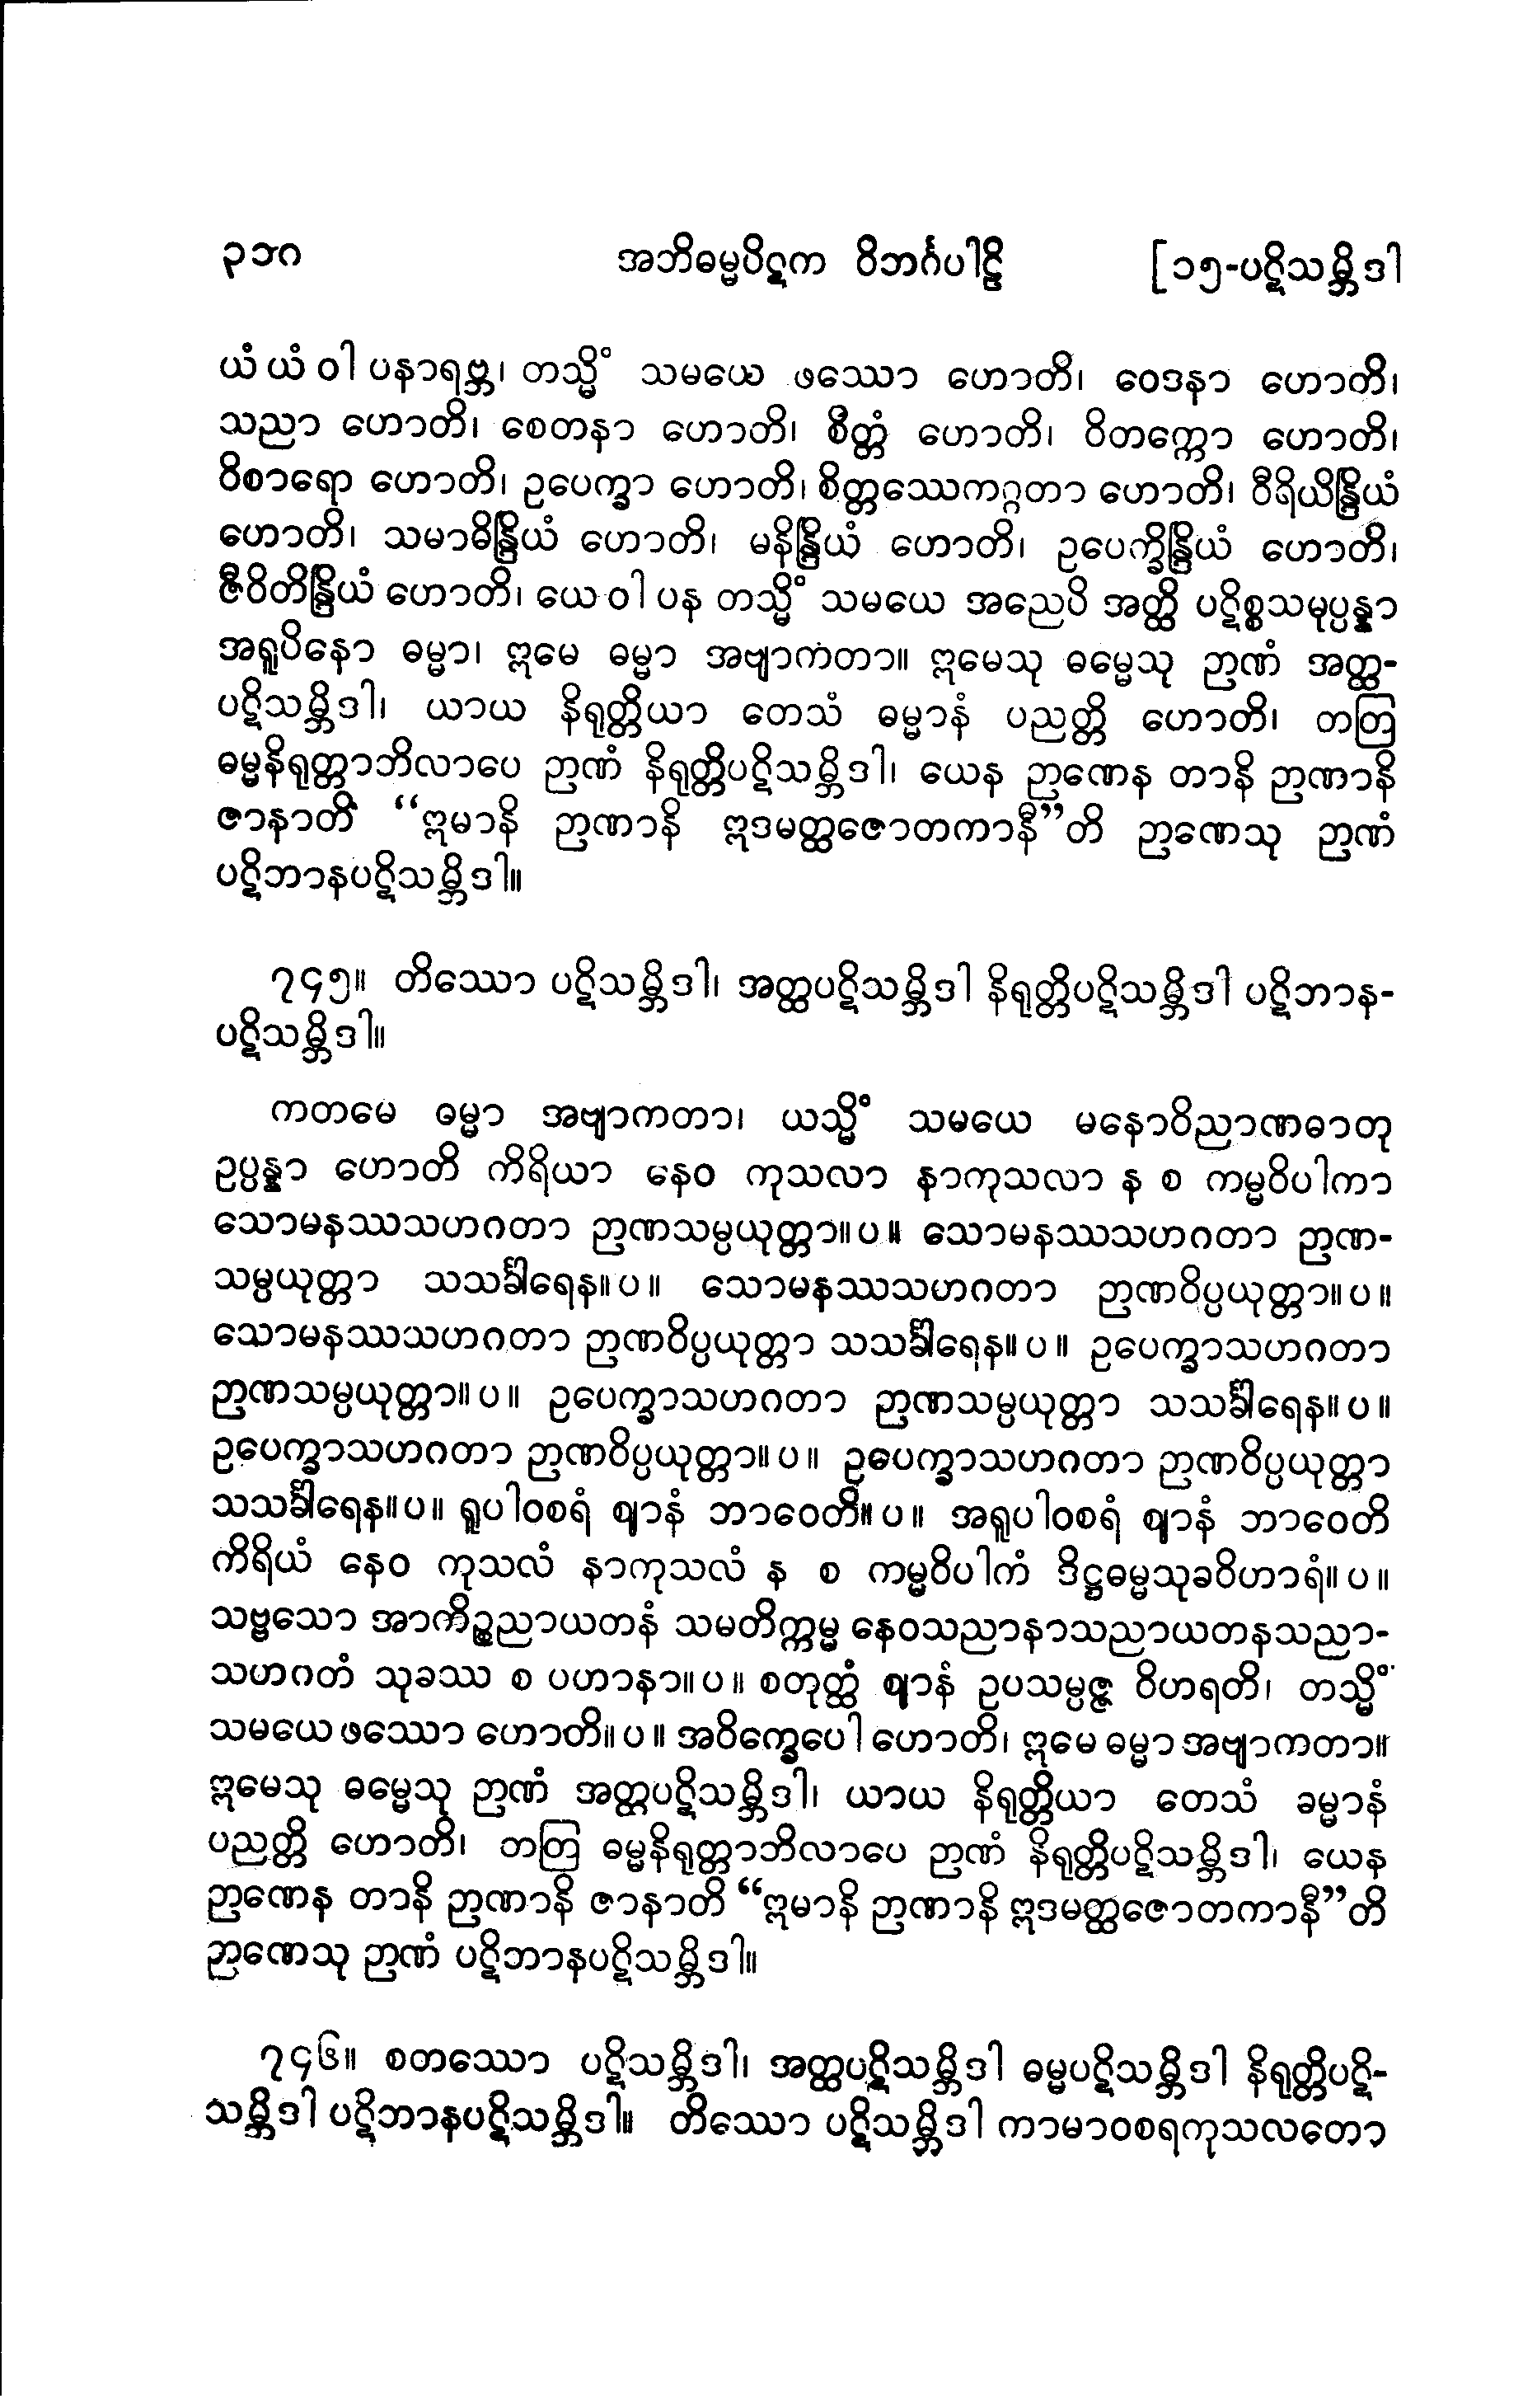 ၃၁၈ အဘိဓမ္မပိဋက ဝိဘင်္ဂပါဠိ [၁၅-ပဋိသမ္ဘိဒါ
ယံ ယံ ဝါ ပနာရဗ္ဘ၊ တသ္မိံ သမယေ ဖဿော ဟောတိ၊ ဝေဒနာ ဟောတိ၊
သညာ ဟောတိ၊ စေတနာ ဟောတိ၊ စိတ္တံ ဟောတိ၊ ဝိတက္ကော ဟောတိ၊
ဝိစာရော ဟောတိ၊ ဥပေက္ခာ ဟောတိ၊ စိတ္တဿေကဂ္ဂတာ ဟောတိ၊ ဝီရိယိန္ဒြိယံ
ဟောတိ၊ သမာဓိန္ဒြိယံ ဟောတိ၊ မနိန္ဒြိယံ ဟောတိ၊ ဥပေက္ခိန္ဒြိယံ ဟောတိ၊
ဇီဝိတိန္ဒြိယံ ဟောတိ၊ ယေ ဝါ ပန တသ္မိံ သမယေ အညေပိ အတ္ထိ ပဋိစ္စသမုပ္ပန္နာ
အရူပိနော ဓမ္မာ၊ ဣမေ ဓမ္မာ အဗျာကတာ။ ဣမေသု ဓမ္မေသု ဉာဏံ အတ္ထ-
ပဋိသမ္ဘိဒါ၊ ယာယ နိရုတ္တိယာ တေသံ ဓမ္မာနံ ပညတ္တိ ဟောတိ၊ တတြ
ဓမ္မနိရုတ္တာဘိလာပေ ဉာဏံ နိရုတ္တိပဋိသမ္ဘိဒါ၊ ယေန ဉာဏေန တာနိ ဉာဏာနိ
ဇာနာတိ “ဣမာနိ ဉာဏာနိ ဣဒမတ္ထဇောတကာနီ”တိ ဉာဏေသု ဉာဏံ
ပဋိဘာနပဋိသမ္ဘိဒါ။
၇၄၅။ တိဿော ပဋိသမ္ဘိဒါ၊ အတ္ထပဋိသမ္ဘိဒါ နိရုတ္တိပဋိသမ္ဘိဒါ ပဋိဘာန-
ပဋိသမ္ဘိဒါ။
ကတမေ ဓမ္မာ အဗျာကတာ၊ ယသ္မိံ သမယေ မနောဝိညာဏဓာတု
ဥပ္ပန္နာ ဟောတိ ကိရိယာ နေဝ ကုသလာ နာကုသလာ န စ ကမ္မဝိပါကာ
သောမနဿသဟဂတာ ဉာဏသမ္ပယုတ္တာ။ပ။ သောမနဿသဟဂတာ ဉာဏ-
သမ္ပယုတ္တာ သသင်္ခါရေန။ပ။ သောမနဿသဟဂတာ ဉာဏဝိပ္ပယုတ္တာ။ပ။
သောမနဿသဟဂတာ ဉာဏဝိပ္ပယုတ္တာ သသင်္ခါရေန။ပ။ ဥပေက္ခာသဟဂတာ
ဉာဏသမ္ပယုတ္တာ။ပ။ ဥပေက္ခာသဟဂတာ ဉာဏသမ္ပယုတ္တာ သသင်္ခါရေန။ပ။
ဥပေက္ခာသဟဂတာ ဉာဏဝိပ္ပယုတ္တာ။ပ။ ဥပေက္ခာသဟဂတာ ဉာဏဝိပ္ပယုတ္တာ
သသင်္ခါရေန။ပ။ ရူပါဝစရံ ဈာနံ ဘာဝေတိ။ပ။ အရူပါဝစရံ ဈာနံ ဘာဝေတိ
ကိရိယံ နေဝ ကုသလံ နာကုသလံ န စ ကမ္မဝိပါကံ ဒိဋ္ဌဓမ္မသုခဝိဟာရံ။ပ။
သဗ္ဗသော အာကိဉ္စညာယတနံ သမတိက္ကမ္မ နေဝသညာနာသညာယတနသညာ-
သဟဂတံ သုခဿ စ ပဟာနာ။ပ။ စတုတ္ထံ ဈာနံ ဥပသမ္ပဇ္ဇ ဝိဟရတိ၊ တသ္မိံ
သမယေ ဖဿော ဟောတိ။ပ။ အဝိက္ခေပေါ ဟောတိ၊ ဣမေ ဓမ္မာ အဗျာကတာ။
ဣမေသု ဓမ္မေသု ဉာဏံ အတ္ထပဋိသမ္ဘိဒါ၊ ယာယ နိရုတ္တိယာ တေသံ ဓမ္မာနံ
ပညတ္တိ ဟောတိ၊ တတြ ဓမ္မနိရုတ္တာဘိလာပေ ဉာဏံ နိရုတ္တိပဋိသမ္ဘိဒါ၊ ယေန
ဉာဏေန တာနိ ဉာဏာနိ ဇာနာတိ “ဣမာနိ ဉာဏာနိ ဣဒမတ္ထဇောတကာနီ”တိ
ဉာဏေသု ဉာဏံ ပဋိဘာနပဋိသမ္ဘိဒါ။
၇၄၆။ စတဿော ပဋိသမ္ဘိဒါ၊ အတ္ထပဋိသမ္ဘိဒါ ဓမ္မပဋိသမ္ဘိဒါ နိရုတ္တိပဋိ-
သမ္ဘိဒါ ပဋိဘာနပဋိသမ္ဘိဒါ။ တိဿော ပဋိသမ္ဘိဒါ ကာမာဝစရကုသလတော